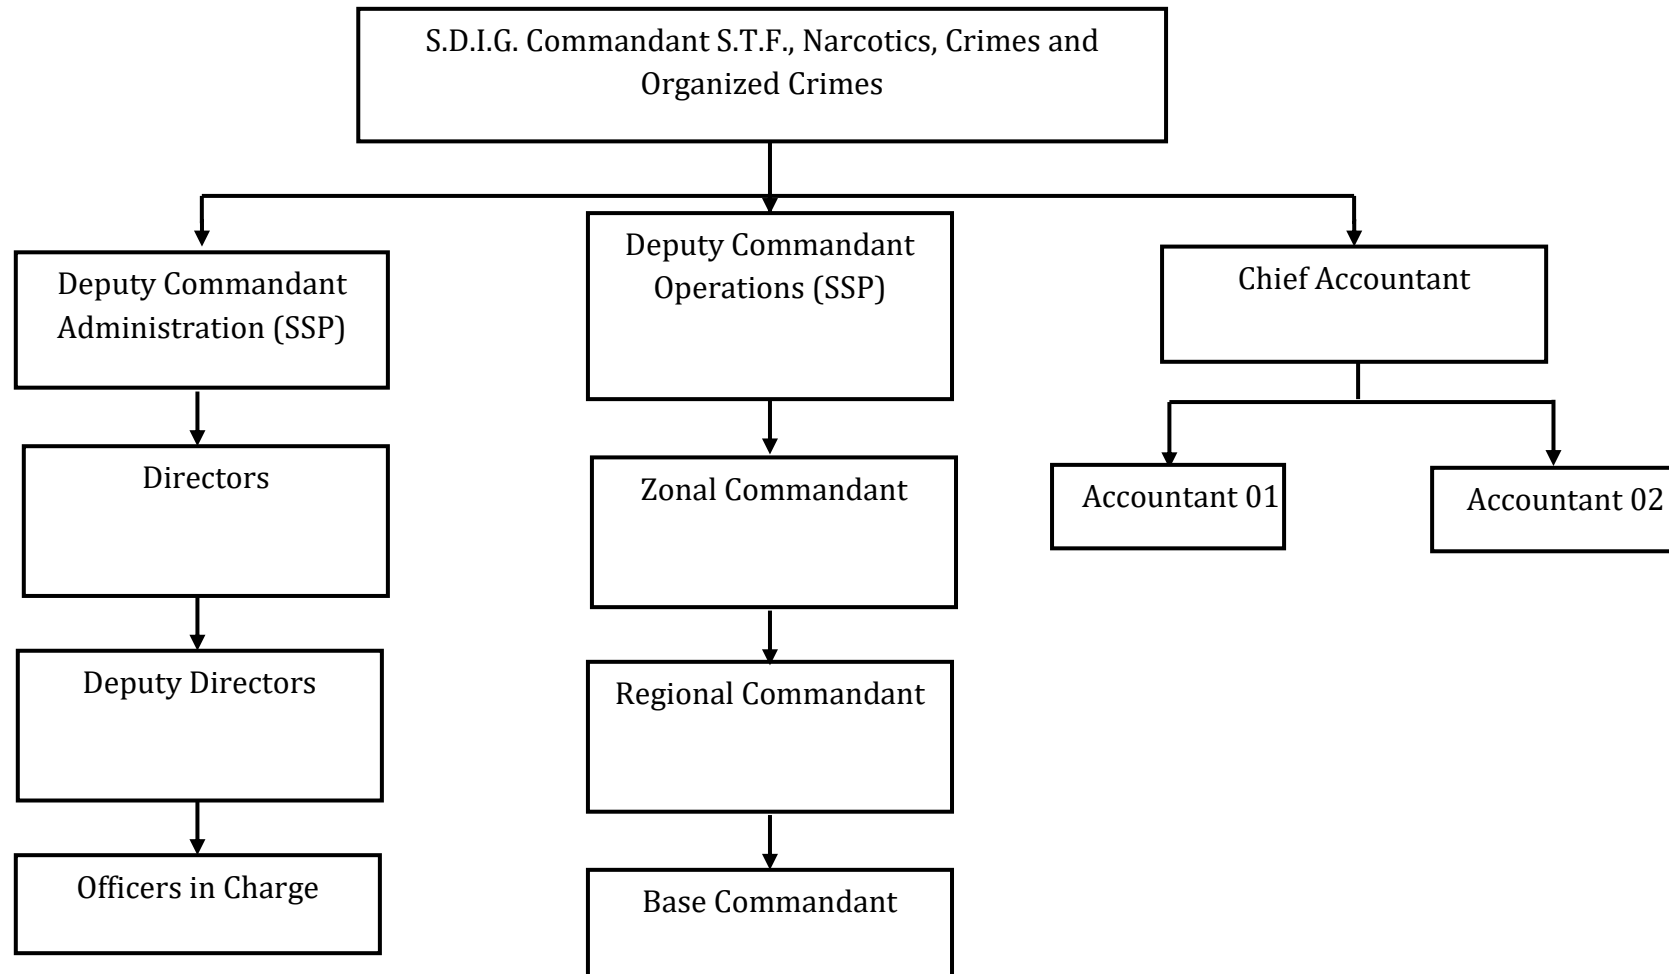 S.D.I.G. Commandant S.T.F., Narcotics, Crimes and
Organized Crimes
Deputy Commandant
Administration (SSP)
Deputy Commandant
Operations (SSP)
Chief Accountant
Directors
Zonal Commandant
Accountant 01
Accountant 02
Deputy Directors
Regional Commandant
Officers in Charge
Base Commandant